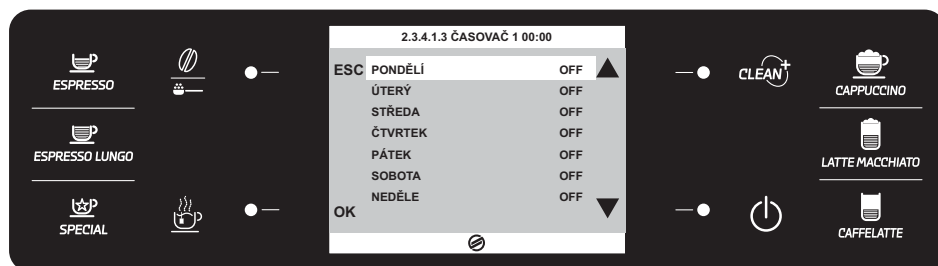 ESPRESSO
ESPRESSO LUNGO
SPECIAL
2.3.4.1.3 ČASOVAČ 1 00:00
ESC PONDĚLÍ OFF
ÚTERÝ OFF
STŘEDA OFF
ČTVRTEK OFF
PÁTEK OFF
SOBOTA OFF
NEDĚLE OFF
OK
CLEAN+
CAPPUCCINO
LATTE MACCHIATO
CAFFELATTE